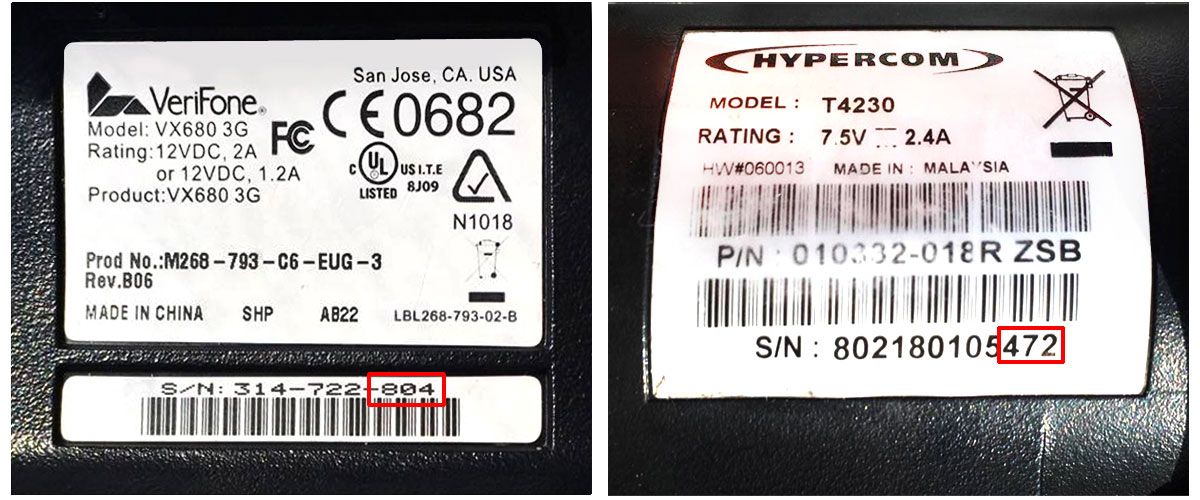 San Jose, CA. USA
VeriFone®
CE 0682
Model: VX680 3G
FC
Rating:12VDC, 2A
or 12VDC, 1.2A
Product:VX680 3G
C UL US I.T.E
LISTED 8J09
N1018
Prod No.:M268-793-C6-EUG-3
Rev.B06
MADE IN CHINA SHP AB22 LBL268-793-02-B
S/N: 314-722-804
HYPERCOM
MODEL : T4230
RATING : 7.5V 2.4A
HW#060013 MADE IN : MALAYSIA
P/N : 010332-018R ZSB
S/N : 802180105472